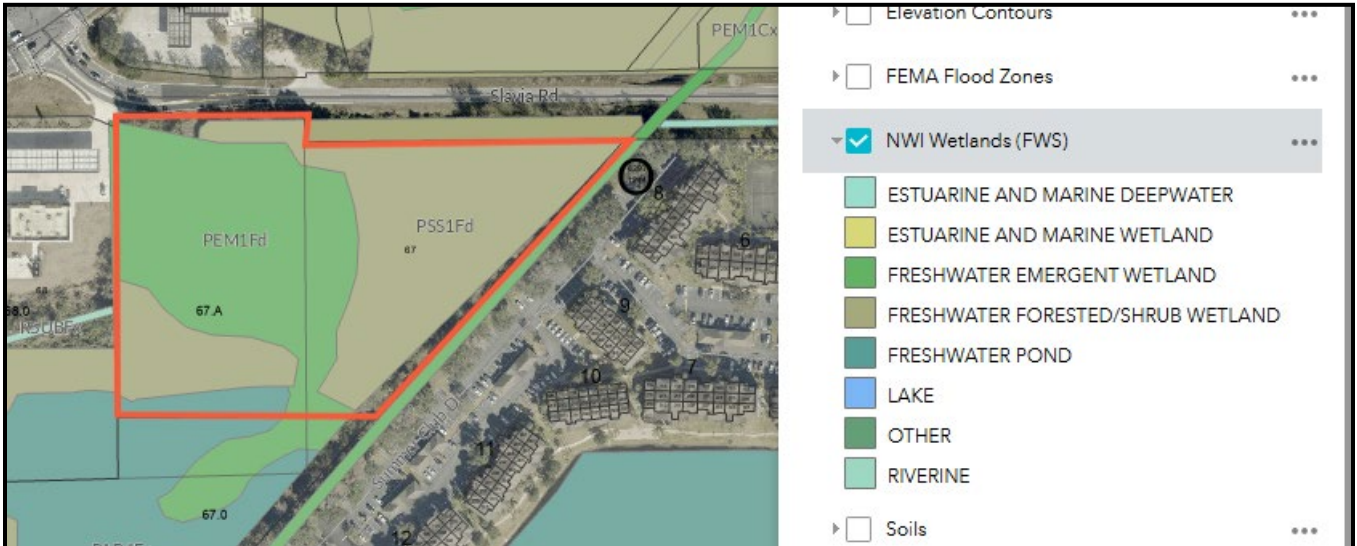 PEM1Cx
Slavia Rd
8
PEM1Fd
PSS1Fd
67
6
68.0
67.A
9
10
7
11
67.0
12
Elevation Contours
FEMA Flood Zones
NWI Wetlands (FWS)
ESTUARINE AND MARINE DEEPWATER
ESTUARINE AND MARINE WETLAND
FRESHWATER EMERGENT WETLAND
FRESHWATER FORESTED/SHRUB WETLAND
FRESHWATER POND
LAKE
OTHER
RIVERINE
Soils